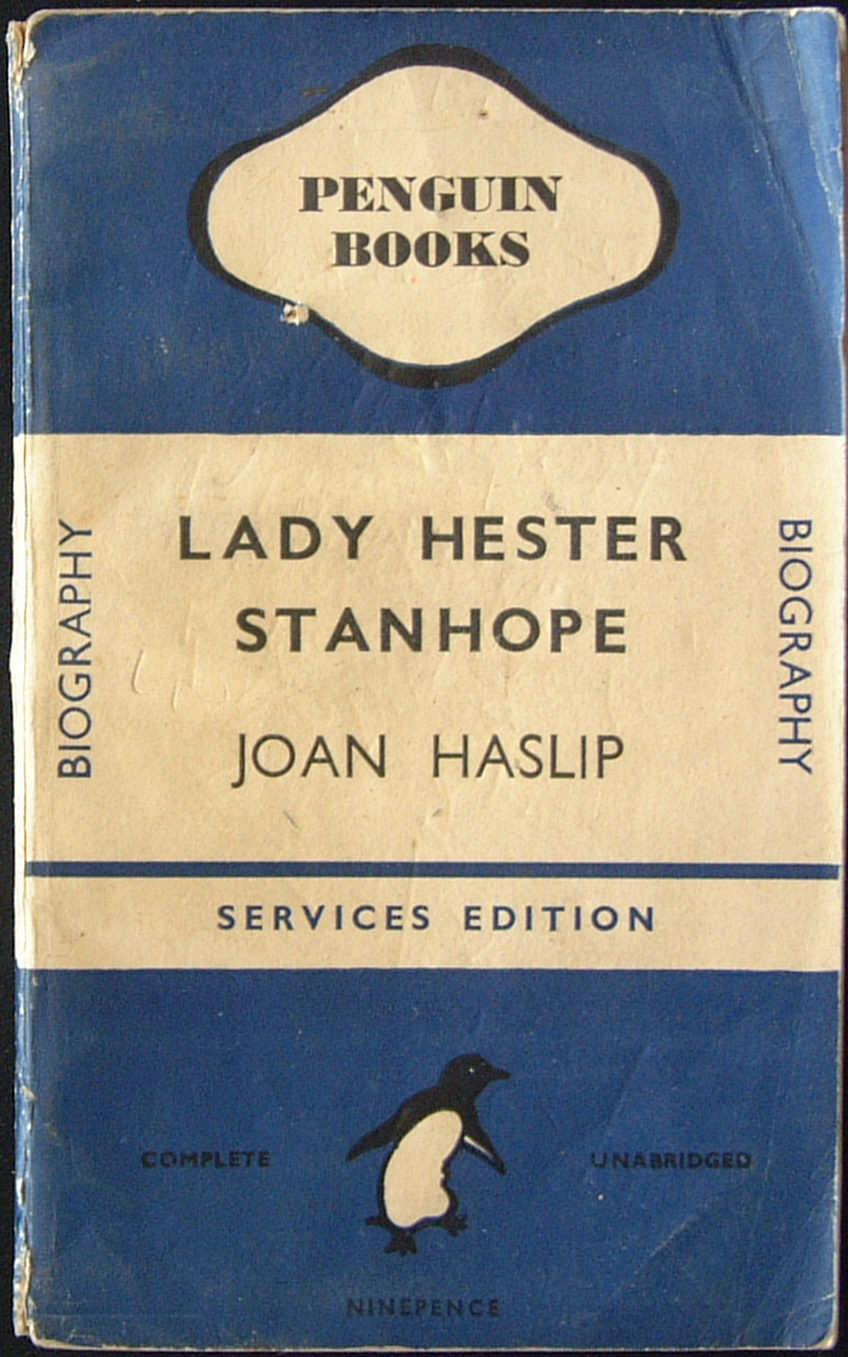 PENGUIN
BOOKS
BIOGRAPHY
LADY HESTER
STANHOPE
JOAN HASLIP
BIOGRAPHY
SERVICES EDITION
COMPLETE
UNABRIDGED
NINEPENCE